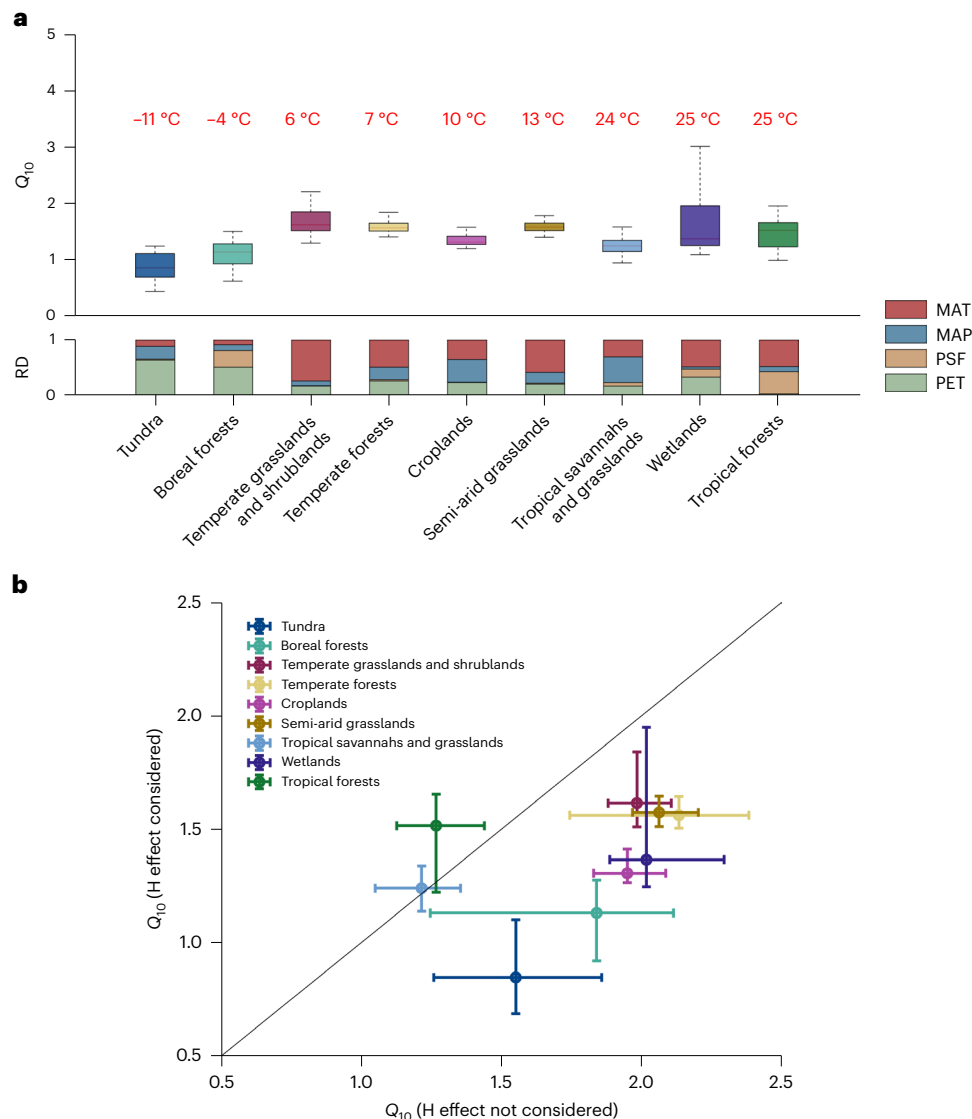 a
5
4
3
2
1
0
Q10
−11 °C −4 °C 6 °C 7 °C 10 °C 13 °C 24 °C 25 °C 25 °C
1
0
RD
MAT
MAP
PSF
PET
Tundra
Boreal forests
Temperate grasslands
and shrublands
Temperate forests
Croplands
Semi-arid grasslands
Tropical savannahs
and grasslands
Wetlands
Tropical forests
b
2.5
2.0
1.5
1.0
0.5
Q10 (H effect considered)
Tundra
Boreal forests
Temperate grasslands and shrublands
Temperate forests
Croplands
Semi-arid grasslands
Tropical savannahs and grasslands
Wetlands
Tropical forests
0.5 1.0 1.5 2.0 2.5
Q10 (H effect not considered)